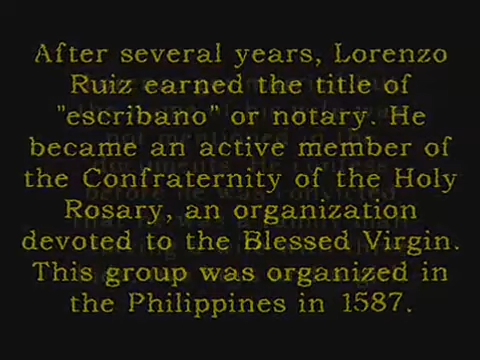 After several years, Lorenzo
Ruiz earned the title of
"escribano" or notary. He
became an active member of
the Confraternity of the Holy
Rosary, an organization
devoted to the Blessed Virgin.
This group was organized in
the Philippines in 1587.